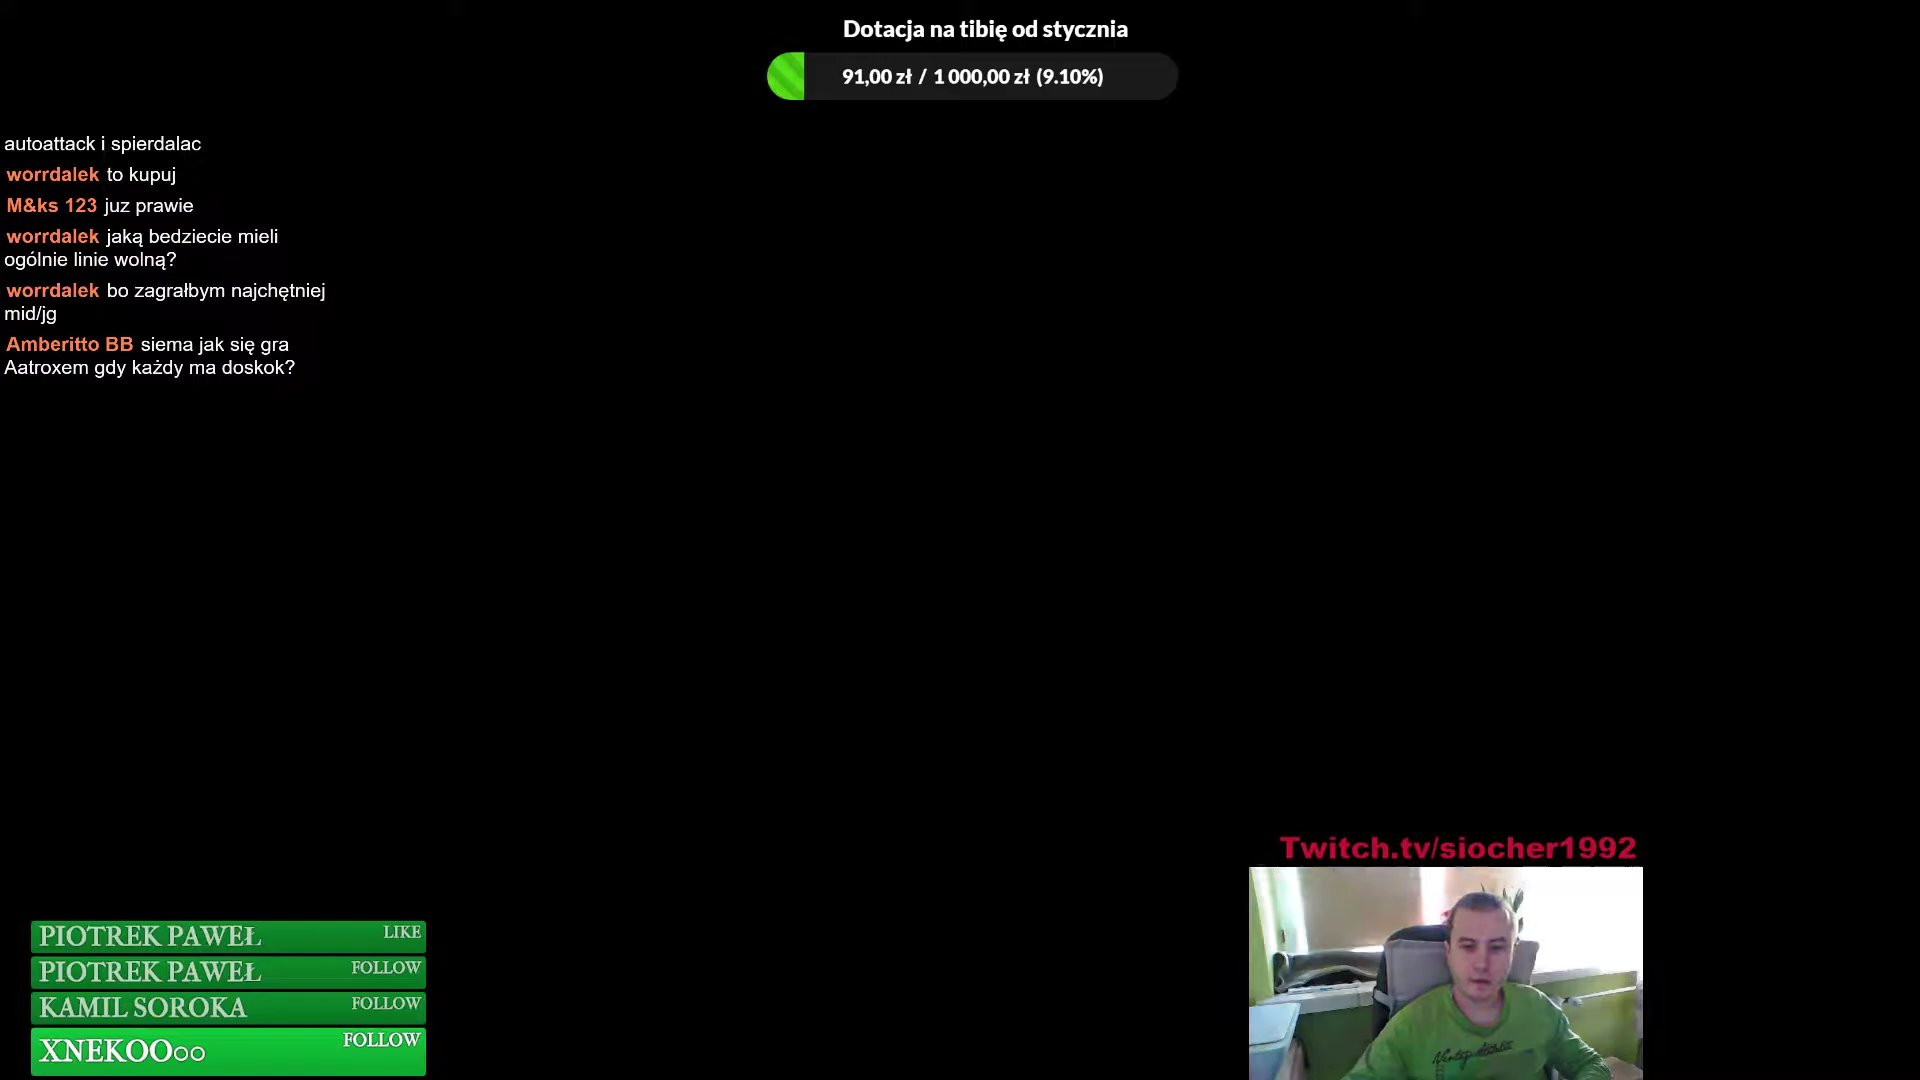 Dotacja na tibię od stycznia
91,00 zł / 1 000,00 zł (9.10%)
autoattack i spierdalac
worrdalek to kupuj
M&ks 123 juz prawie
worrdalek jaką bedziecie mieli
ogólnie linie wolną?
worrdalek bo zagrałbym najchętniej
mid/jg
Amberitto BB siema jak się gra
Aatroxem gdy każdy ma doskok?
Twitch.tv/siocher1992
PIOTREK PAWEŁ LIKE
PIOTREK PAWEŁ FOLLOW
KAMIL SOROKA FOLLOW
XNEKOOoo FOLLOW